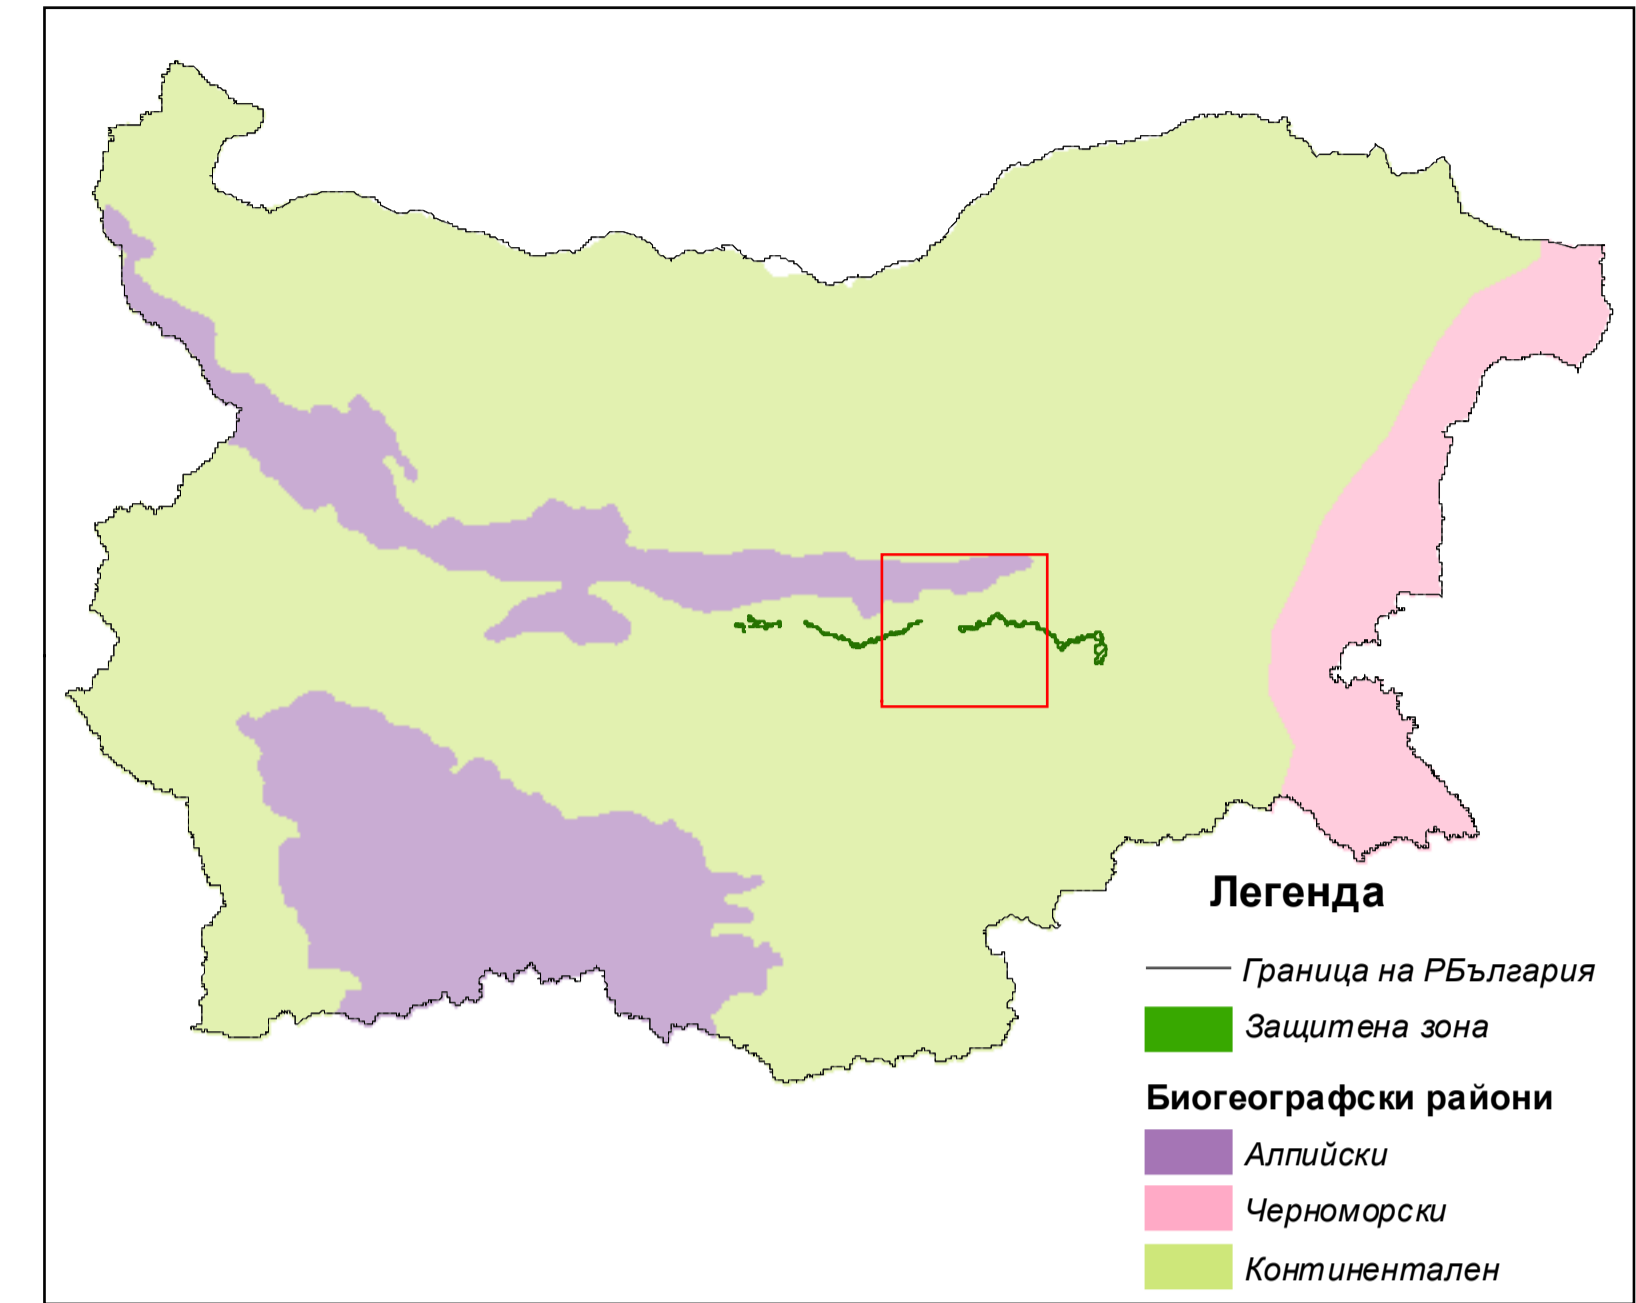 Легенда
Граница на РБългария
Защитена зона
Биогеографски райони
Алпийски
Черноморски
Континентален